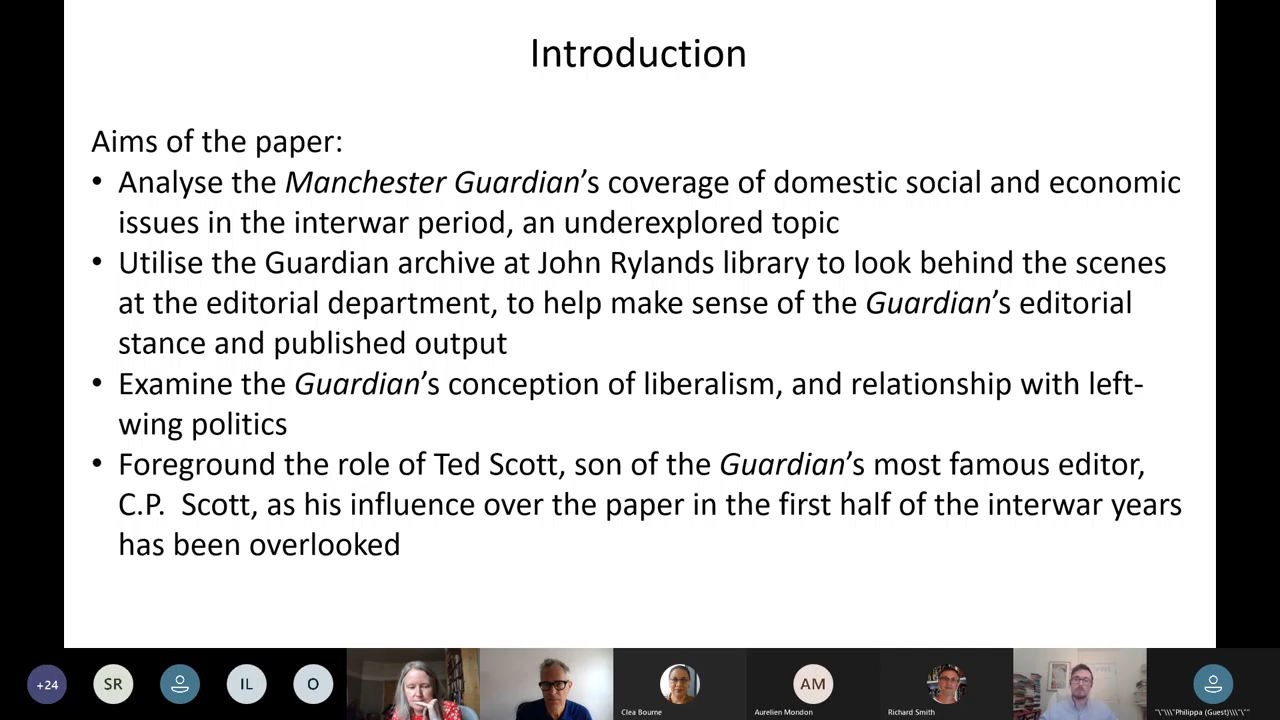 Introduction
Aims of the paper:
• Analyse the Manchester Guardian's coverage of domestic social and economic
issues in the interwar period, an underexplored topic
• Utilise the Guardian archive at John Rylands library to look behind the scenes
at the editorial department, to help make sense of the Guardian's editorial
stance and published output
• Examine the Guardian's conception of liberalism, and relationship with left-
wing politics
• Foreground the role of Ted Scott, son of the Guardian's most famous editor,
C.P.  Scott, as his influence over the paper in the first half of the interwar years
has been overlooked
+24
SR
IL
O
AM
Clea Bourne
Aurelien Mondon
Richard Smith
"\"\\\"Philippa (Guest)\\\"\""